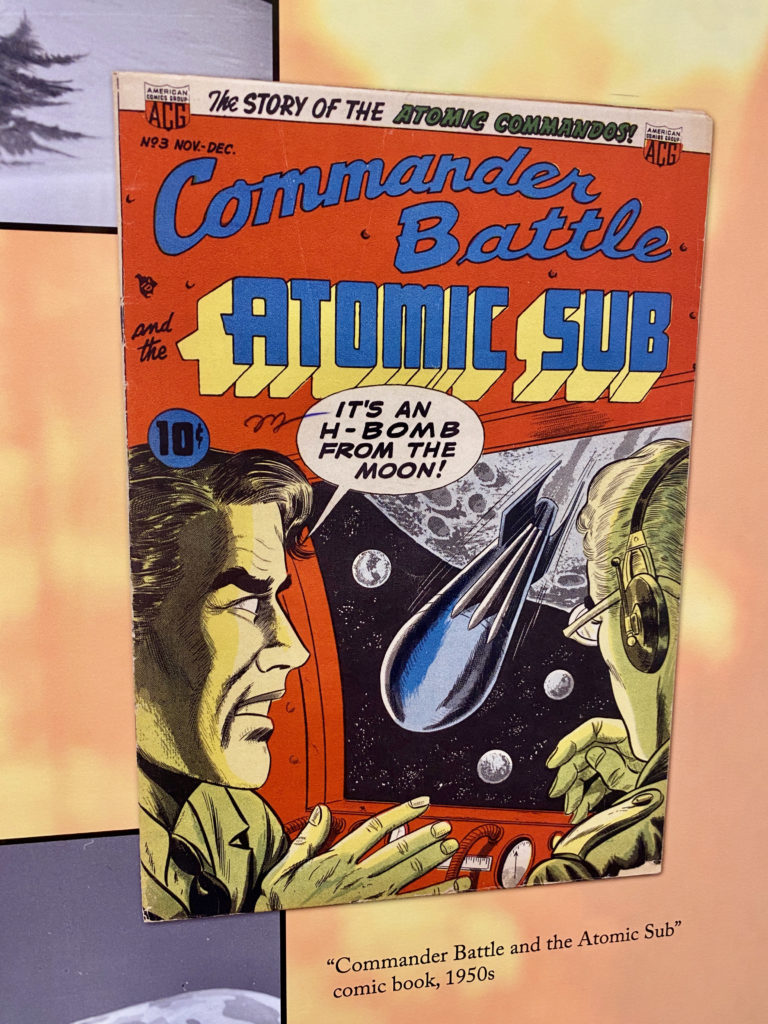 AMERICAN
COMICS GROUP
ACG
The STORY OF THE ATOMIC COMMANDOS!
AMERICAN
COMICS GROUP
ACG
Nº3 NOV.-DEC.
Commander
Battle
and
the
ATOMIC SUB
10¢
IT'S AN
H-BOMB
FROM THE
MOON!
“Commander Battle and the Atomic Sub”
comic book, 1950s